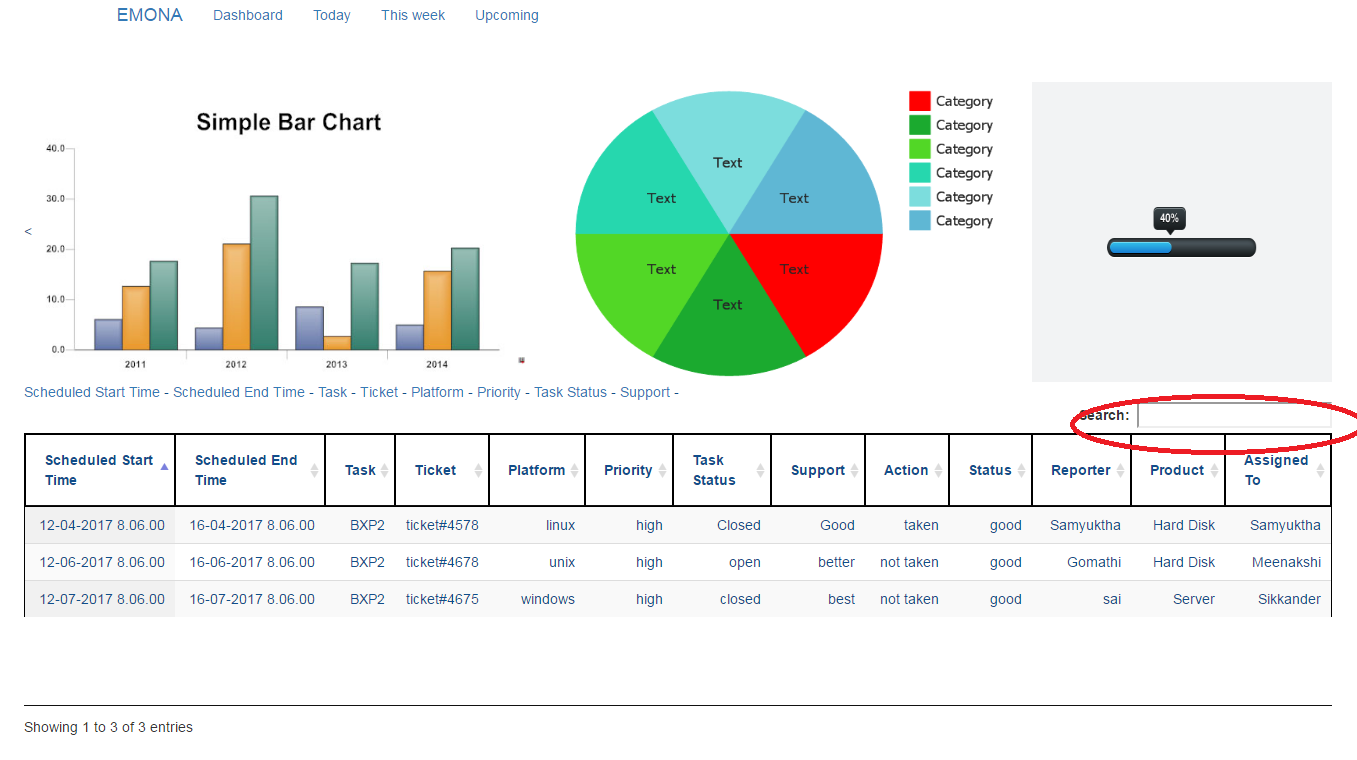 EMONA Dashboard Today This week Upcoming
Simple Bar Chart
40.0
30.0
20.0
10.0
0.0
2011 2012 2013 2014
<
Text
Text
Text
Text
Text
Text
Category
Category
Category
Category
Category
Category
40%
Scheduled Start Time - Scheduled End Time - Task - Ticket - Platform - Priority - Task Status - Support -
Search:
Scheduled Start Time Scheduled End Time Task Ticket Platform Priority Task Status Support Action Status Reporter Product Assigned To
12-04-2017 8.06.00 16-04-2017 8.06.00 BXP2 ticket#4578 linux high Closed Good taken good Samyuktha Hard Disk Samyuktha
12-06-2017 8.06.00 16-06-2017 8.06.00 BXP2 ticket#4678 unix high open better not taken good Gomathi Hard Disk Meenakshi
12-07-2017 8.06.00 16-07-2017 8.06.00 BXP2 ticket#4675 windows high closed best not taken good sai Server Sikkander
Showing 1 to 3 of 3 entries